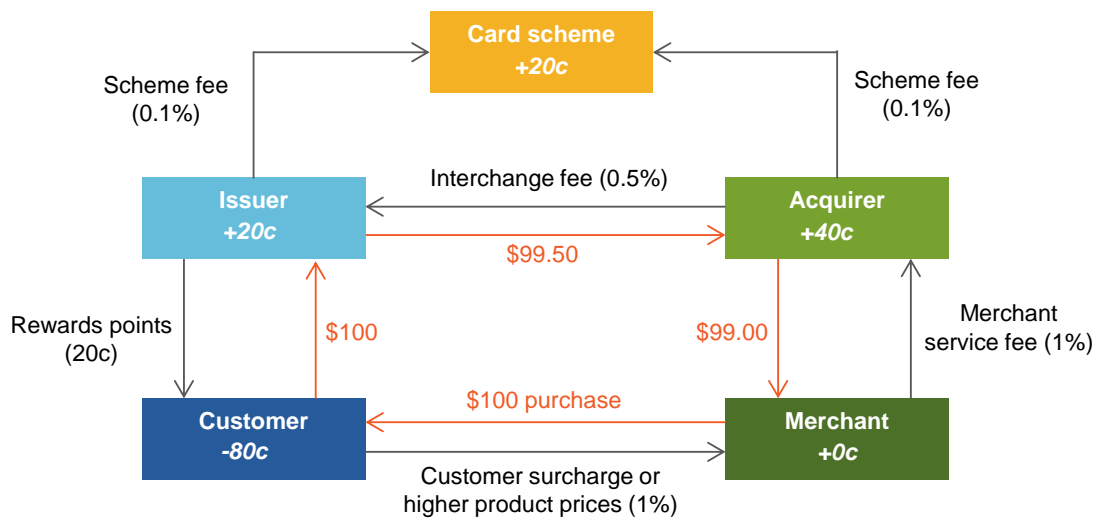 Card scheme
+20c
Scheme fee
(0.1%)
Scheme fee
(0.1%)
Interchange fee (0.5%)
Issuer
+20c
Acquirer
+40c
$99.50
Rewards points
(20c)
$100
$99.00
Merchant
service fee (1%)
$100 purchase
Customer
-80c
Merchant
+0c
Customer surcharge or
higher product prices (1%)